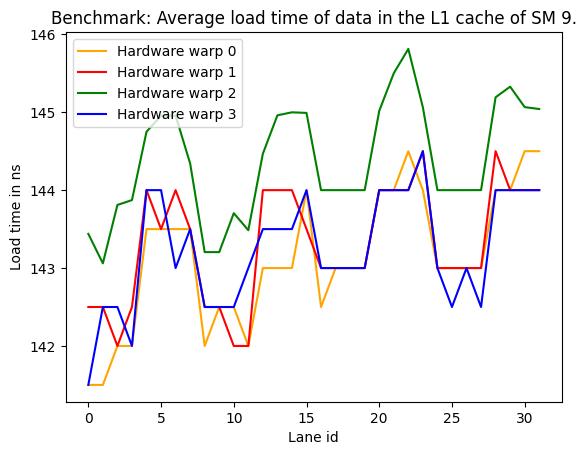 Benchmark: Average load time of data in the L1 cache of SM 9.
146
145
144
143
142
Load time in ns
Hardware warp 0
Hardware warp 1
Hardware warp 2
Hardware warp 3
0 5 10 15 20 25 30
Lane id